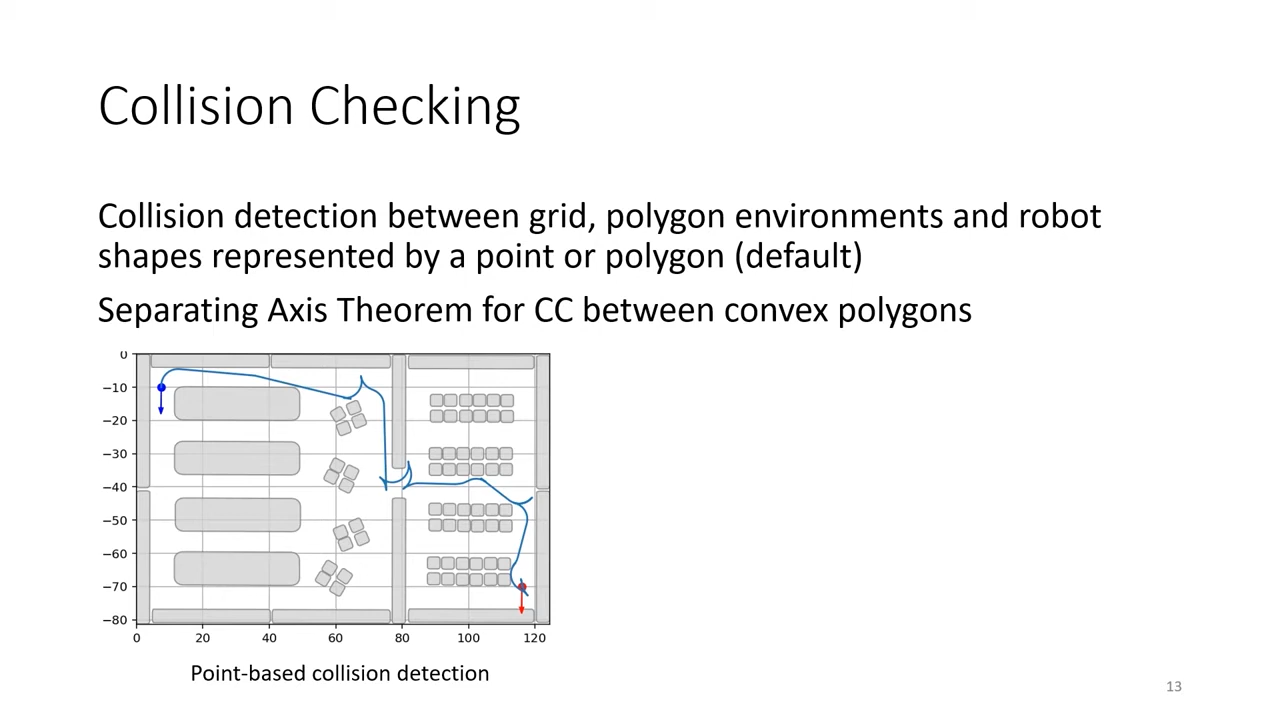 Collision Checking
Collision detection between grid, polygon environments and robot
shapes represented by a point or polygon (default)
Separating Axis Theorem for CC between convex polygons
0
−10
−20
−30
−40
−50
−60
−70
−80
0 20 40 60 80 100 120
Point-based collision detection
13